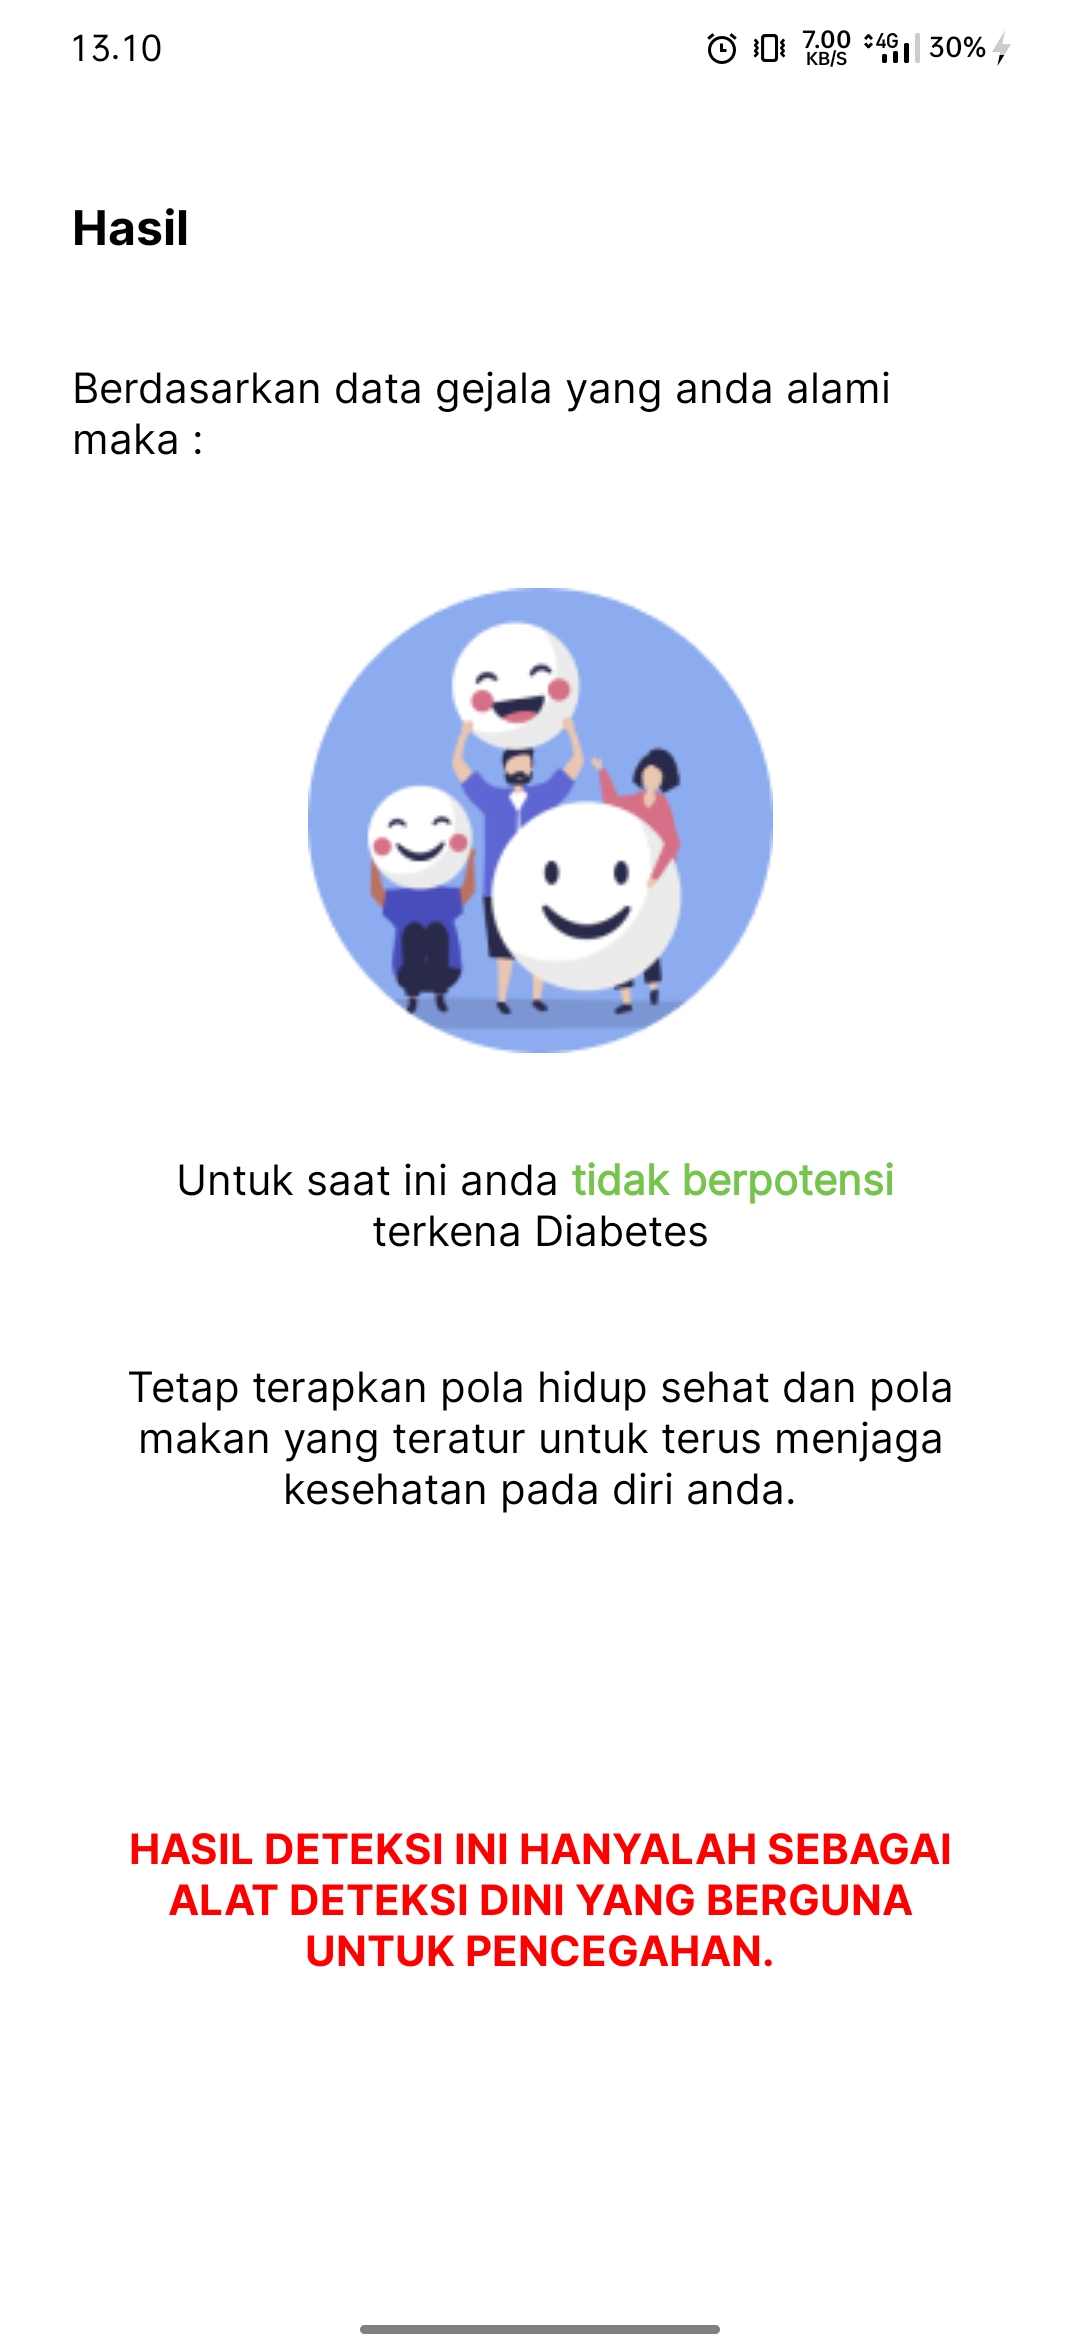 13.10
7.00
KB/S
4G
30%
Hasil
Berdasarkan data gejala yang anda alami
maka :
Untuk saat ini anda tidak berpotensi
terkena Diabetes
Tetap terapkan pola hidup sehat dan pola
makan yang teratur untuk terus menjaga
kesehatan pada diri anda.
HASIL DETEKSI INI HANYALAH SEBAGAI
ALAT DETEKSI DINI YANG BERGUNA
UNTUK PENCEGAHAN.